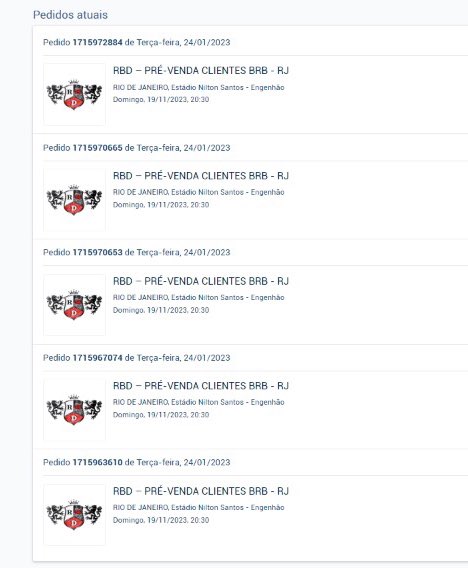 Pedidos atuais
Pedido 1715972884 de Terça-feira, 24/01/2023
RBD – PRÉ-VENDA CLIENTES BRB - RJ
RIO DE JANEIRO, Estádio Nilton Santos - Engenhão
Domingo, 19/11/2023, 20:30
R B
D
Pedido 1715970665 de Terça-feira, 24/01/2023
RBD – PRÉ-VENDA CLIENTES BRB - RJ
RIO DE JANEIRO, Estádio Nilton Santos - Engenhão
Domingo, 19/11/2023, 20:30
R B
D
Pedido 1715970653 de Terça-feira, 24/01/2023
RBD – PRÉ-VENDA CLIENTES BRB - RJ
RIO DE JANEIRO, Estádio Nilton Santos - Engenhão
Domingo, 19/11/2023, 20:30
R B
D
Pedido 1715967074 de Terça-feira, 24/01/2023
RBD – PRÉ-VENDA CLIENTES BRB - RJ
RIO DE JANEIRO, Estádio Nilton Santos - Engenhão
Domingo, 19/11/2023, 20:30
R B
D
Pedido 1715963610 de Terça-feira, 24/01/2023
RBD – PRÉ-VENDA CLIENTES BRB - RJ
RIO DE JANEIRO, Estádio Nilton Santos - Engenhão
Domingo, 19/11/2023, 20:30
R B
D